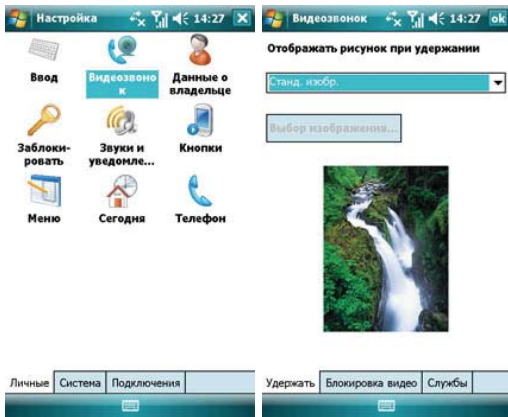 Настройка 14:27
Ввод
Видеозвоно
к
Данные о
владельце
Заблоки-
ровать
Звуки и
уведомле...
Кнопки
Меню
Сегодня
Телефон
Личные Система Подключения
Видеозвонок 14:27 ok
Отображать рисунок при удержании
Станд. изобр.
Выбор изображения...
Удержать Блокировка видео Службы